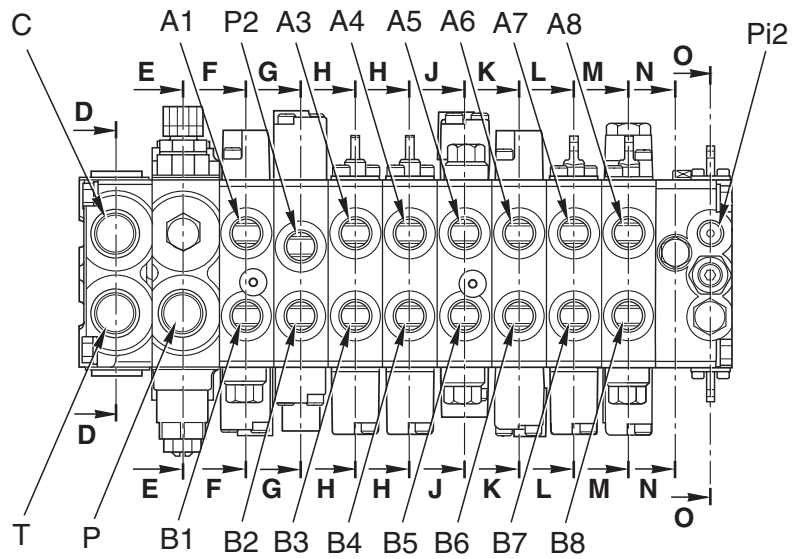 C A1 P2 A3 A4 A5 A6 A7 A8 Pi2
E F G H H J K L M N O
D
D
E F G H H J K L M N O
T P B1 B2 B3 B4 B5 B6 B7 B8